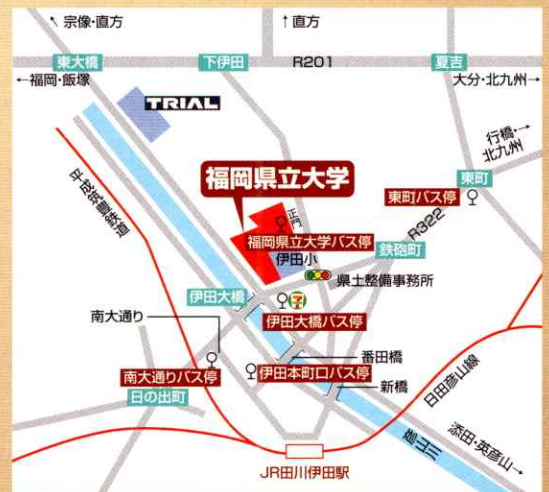 宗像・直方
直方
東大橋
下伊田
R201
夏吉
福岡・飯塚
大分・北九州
TRIAL
行橋・
北九州
東町
福岡県立大学
東町バス停
平成筑豊鉄道
正門
R322
福岡県立大学バス停
鉄砲町
伊田小
県土整備事務所
伊田大橋
7
伊田大橋バス停
南大通り
番田橋
南大通りバス停
伊田本町口バス停
新橋
日の出町
日田彦山線
彦山川
添田・英彦山
JR田川伊田駅